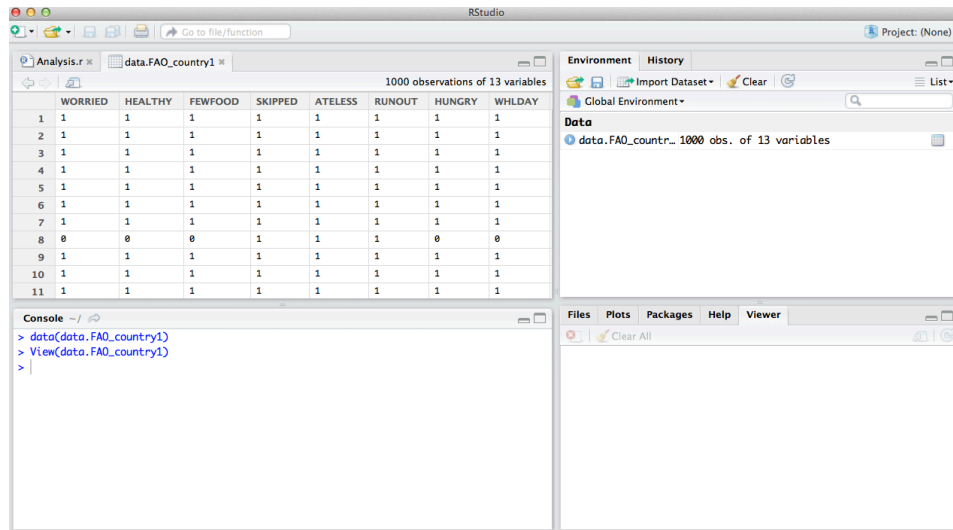 RStudio
Go to file/function
Project: (None)
Analysis.r
data.FAO_country1
1000 observations of 13 variables
WORRIED HEALTHY FEWFOOD SKIPPED ATELESS RUNOUT HUNGRY WHLDAY
1 1 1 1 1 1 1 1 1
2 1 1 1 1 1 1 1 1
3 1 1 1 1 1 1 1 1
4 1 1 1 1 1 1 1 1
5 1 1 1 1 1 1 1 1
6 1 1 1 1 1 1 1 1
7 1 1 1 1 1 1 1 1
8 0 0 0 1 1 1 0 0
9 1 1 1 1 1 1 1 1
10 1 1 1 1 1 1 1 1
11 1 1 1 1 1 1 1 1
Console ~/
> data(data.FAO_country1)
> View(data.FAO_country1)
>
Environment History
Import Dataset Clear List
Global Environment
Data
data.FAO_countr… 1000 obs. of 13 variables
Files Plots Packages Help Viewer
Clear All